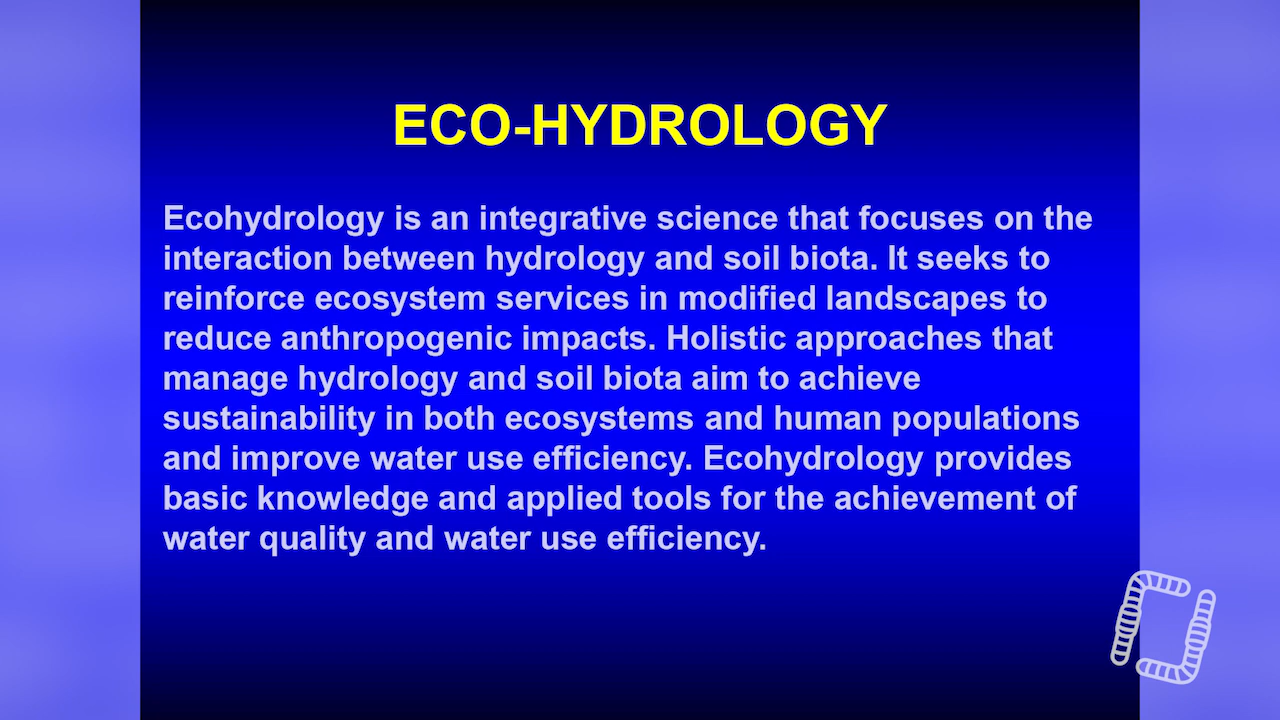 ECO-HYDROLOGY
Ecohydrology is an integrative science that focuses on the
interaction between hydrology and soil biota. It seeks to
reinforce ecosystem services in modified landscapes to
reduce anthropogenic impacts. Holistic approaches that
manage hydrology and soil biota aim to achieve
sustainability in both ecosystems and human populations
and improve water use efficiency. Ecohydrology provides
basic knowledge and applied tools for the achievement of
water quality and water use efficiency.